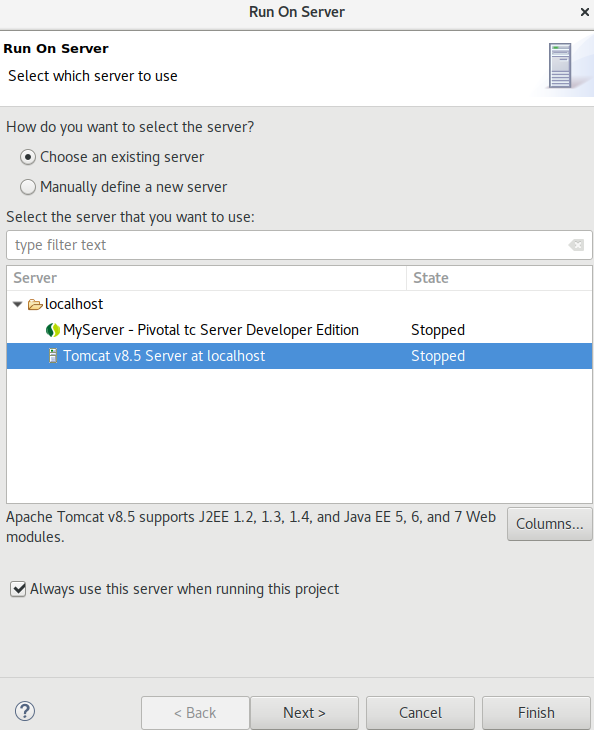 Run On Server
Run On Server
Select which server to use
How do you want to select the server?
Choose an existing server
Manually define a new server
Select the server that you want to use:
type filter text
Server State
localhost
MyServer - Pivotal tc Server Developer Edition Stopped
Tomcat v8.5 Server at localhost Stopped
Apache Tomcat v8.5 supports J2EE 1.2, 1.3, 1.4, and Java EE 5, 6, and 7 Web
modules.
Columns...
Always use this server when running this project
? < Back Next > Cancel Finish